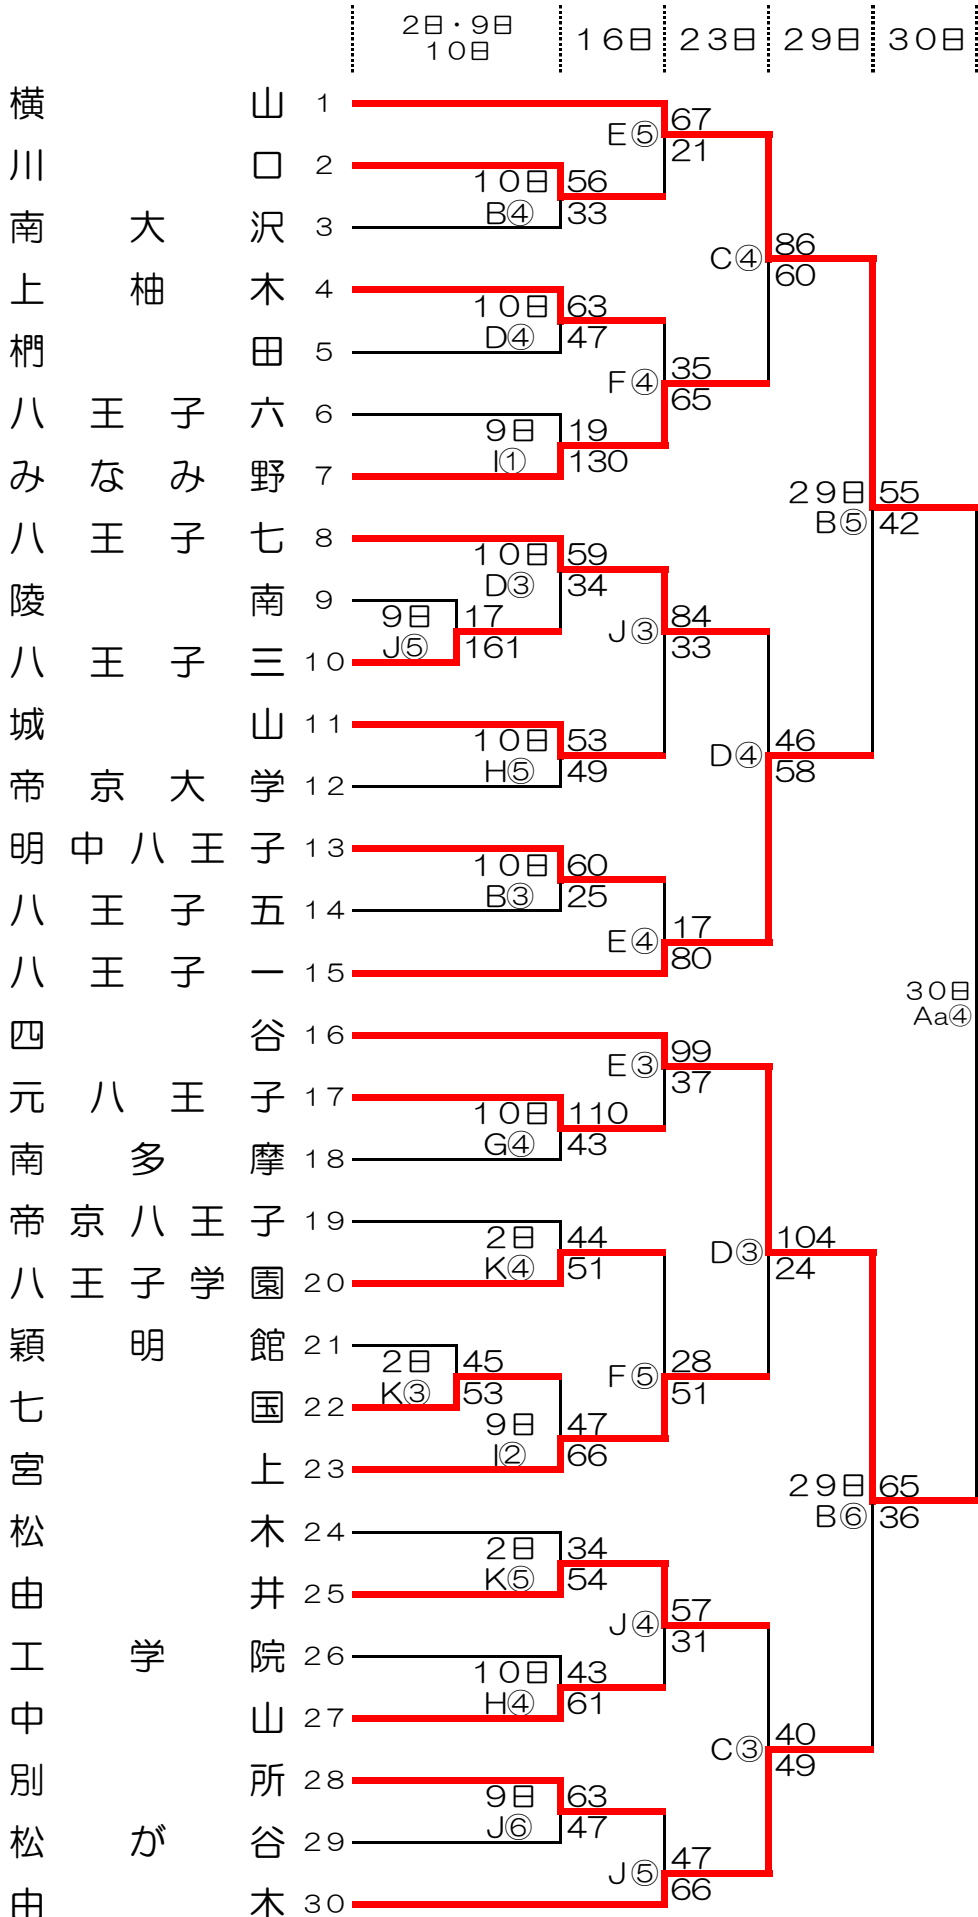 2日・9日
10日
16日
23日
29日
30日
横山 1
E⑤
67
21
川口 2
10日
B④
56
33
南大沢 3
C④
86
60
上柚木 4
10日
D④
63
47
椚田 5
F④
35
65
八王子六 6
9日
I①
19
130
みなみ野 7
29日
B⑤
55
42
八王子七 8
10日
D③
59
34
陵南 9
9日
J⑤
17
161
J③
84
33
八王子三 10
城山 11
10日
H⑤
53
49
D④
46
58
帝京大学 12
明中八王子 13
10日
B③
60
25
八王子五 14
E④
17
80
八王子一 15
30日
Aa④
四谷 16
E③
99
37
元八王子 17
10日
G④
110
43
南多摩 18
帝京八王子 19
2日
K④
44
51
D③
104
24
八王子学園 20
穎明館 21
2日
K③
45
53
F⑤
28
51
七国 22
9日
I②
47
66
宮上 23
29日
B⑥
65
36
松木 24
2日
K⑤
34
54
由井 25
J④
57
31
工学院 26
10日
H④
43
61
中山 27
C③
40
49
別所 28
9日
J⑥
63
47
松が谷 29
J⑤
47
66
由木 30